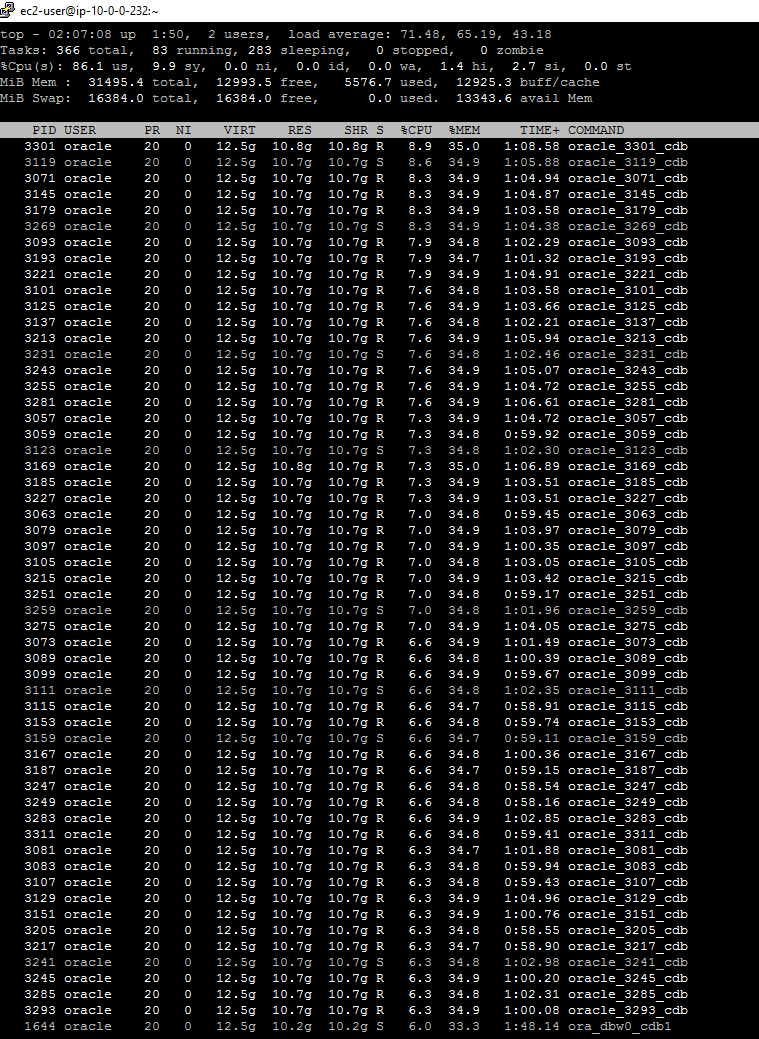 ec2-user@ip-10-0-0-232:~
top - 02:07:08 up  1:50,  2 users,  load average: 71.48, 65.19, 43.18
Tasks: 366 total,  83 running, 283 sleeping,   0 stopped,   0 zombie
%Cpu(s): 86.1 us,  9.9 sy,  0.0 ni,  0.0 id,  0.0 wa,  1.4 hi,  2.7 si,  0.0 st
MiB Mem :  31495.4 total,  12993.5 free,   5576.7 used,  12925.3 buff/cache
MiB Swap:  16384.0 total,  16384.0 free,      0.0 used.  13343.6 avail Mem
PID USER PR NI VIRT RES SHR S %CPU %MEM TIME+ COMMAND
3301 oracle 20 0 12.5g 10.8g 10.8g R 8.9 35.0 1:08.58 oracle_3301_cdb
3119 oracle 20 0 12.5g 10.7g 10.7g S 8.6 34.9 1:05.88 oracle_3119_cdb
3071 oracle 20 0 12.5g 10.7g 10.7g R 8.3 34.9 1:04.94 oracle_3071_cdb
3145 oracle 20 0 12.5g 10.7g 10.7g R 8.3 34.9 1:04.87 oracle_3145_cdb
3179 oracle 20 0 12.5g 10.7g 10.7g R 8.3 34.9 1:03.58 oracle_3179_cdb
3269 oracle 20 0 12.5g 10.7g 10.7g S 8.3 34.9 1:04.38 oracle_3269_cdb
3093 oracle 20 0 12.5g 10.7g 10.7g R 7.9 34.8 1:02.29 oracle_3093_cdb
3193 oracle 20 0 12.5g 10.7g 10.7g R 7.9 34.7 1:01.32 oracle_3193_cdb
3221 oracle 20 0 12.5g 10.7g 10.7g R 7.9 34.9 1:04.91 oracle_3221_cdb
3101 oracle 20 0 12.5g 10.7g 10.7g R 7.6 34.8 1:03.58 oracle_3101_cdb
3125 oracle 20 0 12.5g 10.7g 10.7g R 7.6 34.9 1:03.66 oracle_3125_cdb
3137 oracle 20 0 12.5g 10.7g 10.7g R 7.6 34.8 1:02.21 oracle_3137_cdb
3213 oracle 20 0 12.5g 10.7g 10.7g R 7.6 34.9 1:05.94 oracle_3213_cdb
3231 oracle 20 0 12.5g 10.7g 10.7g S 7.6 34.8 1:02.46 oracle_3231_cdb
3243 oracle 20 0 12.5g 10.7g 10.7g R 7.6 34.9 1:05.07 oracle_3243_cdb
3255 oracle 20 0 12.5g 10.7g 10.7g R 7.6 34.9 1:04.72 oracle_3255_cdb
3281 oracle 20 0 12.5g 10.7g 10.7g R 7.6 34.9 1:06.61 oracle_3281_cdb
3057 oracle 20 0 12.5g 10.7g 10.7g R 7.3 34.9 1:04.72 oracle_3057_cdb
3059 oracle 20 0 12.5g 10.7g 10.7g R 7.3 34.8 0:59.92 oracle_3059_cdb
3123 oracle 20 0 12.5g 10.7g 10.7g S 7.3 34.8 1:02.30 oracle_3123_cdb
3169 oracle 20 0 12.5g 10.8g 10.7g R 7.3 35.0 1:06.89 oracle_3169_cdb
3185 oracle 20 0 12.5g 10.7g 10.7g R 7.3 34.9 1:03.51 oracle_3185_cdb
3227 oracle 20 0 12.5g 10.7g 10.7g R 7.3 34.9 1:03.51 oracle_3227_cdb
3063 oracle 20 0 12.5g 10.7g 10.7g R 7.0 34.8 0:59.45 oracle_3063_cdb
3079 oracle 20 0 12.5g 10.7g 10.7g R 7.0 34.9 1:03.97 oracle_3079_cdb
3097 oracle 20 0 12.5g 10.7g 10.7g R 7.0 34.9 1:00.35 oracle_3097_cdb
3105 oracle 20 0 12.5g 10.7g 10.7g R 7.0 34.8 1:03.05 oracle_3105_cdb
3215 oracle 20 0 12.5g 10.7g 10.7g R 7.0 34.9 1:03.42 oracle_3215_cdb
3251 oracle 20 0 12.5g 10.7g 10.7g R 7.0 34.8 0:59.17 oracle_3251_cdb
3259 oracle 20 0 12.5g 10.7g 10.7g S 7.0 34.8 1:01.96 oracle_3259_cdb
3275 oracle 20 0 12.5g 10.7g 10.7g R 7.0 34.9 1:04.05 oracle_3275_cdb
3073 oracle 20 0 12.5g 10.7g 10.7g R 6.6 34.9 1:01.49 oracle_3073_cdb
3089 oracle 20 0 12.5g 10.7g 10.7g R 6.6 34.8 1:00.39 oracle_3089_cdb
3099 oracle 20 0 12.5g 10.7g 10.7g R 6.6 34.9 0:59.67 oracle_3099_cdb
3111 oracle 20 0 12.5g 10.7g 10.7g S 6.6 34.8 1:02.35 oracle_3111_cdb
3115 oracle 20 0 12.5g 10.7g 10.7g R 6.6 34.7 0:58.91 oracle_3115_cdb
3153 oracle 20 0 12.5g 10.7g 10.7g R 6.6 34.8 0:59.74 oracle_3153_cdb
3159 oracle 20 0 12.5g 10.7g 10.7g S 6.6 34.7 0:59.11 oracle_3159_cdb
3167 oracle 20 0 12.5g 10.7g 10.7g R 6.6 34.8 1:00.36 oracle_3167_cdb
3187 oracle 20 0 12.5g 10.7g 10.7g R 6.6 34.7 0:59.15 oracle_3187_cdb
3247 oracle 20 0 12.5g 10.7g 10.7g R 6.6 34.8 0:58.54 oracle_3247_cdb
3249 oracle 20 0 12.5g 10.7g 10.7g R 6.6 34.8 0:58.16 oracle_3249_cdb
3283 oracle 20 0 12.5g 10.7g 10.7g R 6.6 34.9 1:02.85 oracle_3283_cdb
3311 oracle 20 0 12.5g 10.7g 10.7g R 6.6 34.8 0:59.41 oracle_3311_cdb
3081 oracle 20 0 12.5g 10.7g 10.7g R 6.3 34.7 1:01.88 oracle_3081_cdb
3083 oracle 20 0 12.5g 10.7g 10.7g R 6.3 34.8 0:59.94 oracle_3083_cdb
3107 oracle 20 0 12.5g 10.7g 10.7g R 6.3 34.8 0:59.43 oracle_3107_cdb
3129 oracle 20 0 12.5g 10.7g 10.7g R 6.3 34.9 1:04.96 oracle_3129_cdb
3151 oracle 20 0 12.5g 10.7g 10.7g R 6.3 34.9 1:00.76 oracle_3151_cdb
3205 oracle 20 0 12.5g 10.7g 10.7g R 6.3 34.8 0:58.55 oracle_3205_cdb
3217 oracle 20 0 12.5g 10.7g 10.7g R 6.3 34.7 0:58.90 oracle_3217_cdb
3241 oracle 20 0 12.5g 10.7g 10.7g S 6.3 34.8 1:02.98 oracle_3241_cdb
3245 oracle 20 0 12.5g 10.7g 10.7g R 6.3 34.9 1:00.20 oracle_3245_cdb
3285 oracle 20 0 12.5g 10.7g 10.7g R 6.3 34.8 1:02.31 oracle_3285_cdb
3293 oracle 20 0 12.5g 10.7g 10.7g R 6.3 34.9 1:00.08 oracle_3293_cdb
1644 oracle 20 0 12.5g 10.2g 10.2g S 6.0 33.3 1:48.14 ora_dbw0_cdb1